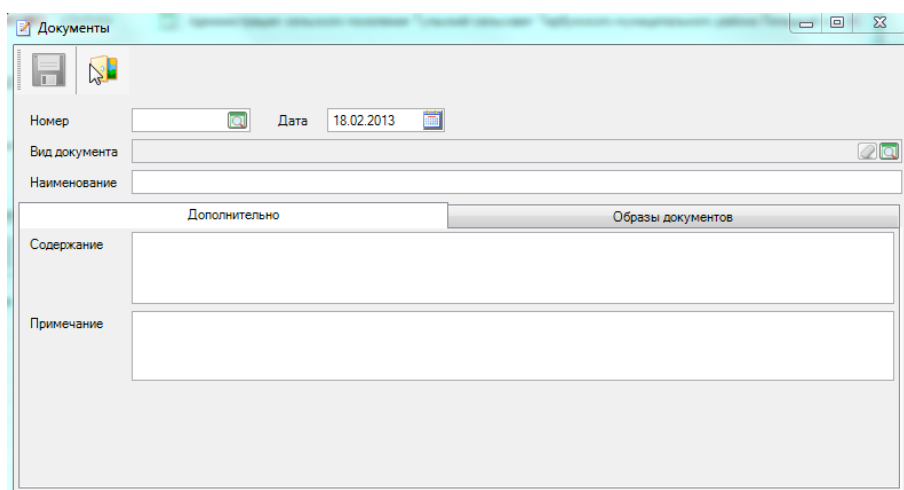 Документы
Номер Дата 18.02.2013
Вид документа
Наименование
Дополнительно Образы документов
Содержание
Примечание